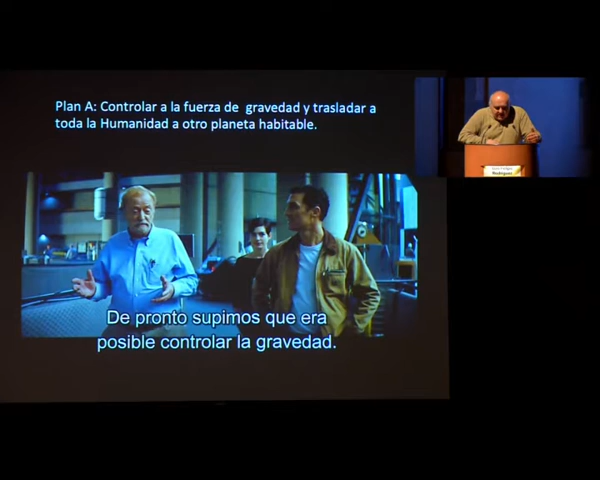 Plan A: Controlar a la fuerza de gravedad y trasladar a
toda la Humanidad a otro planeta habitable.
De pronto supimos que era
posible controlar la gravedad.
Rodríguez